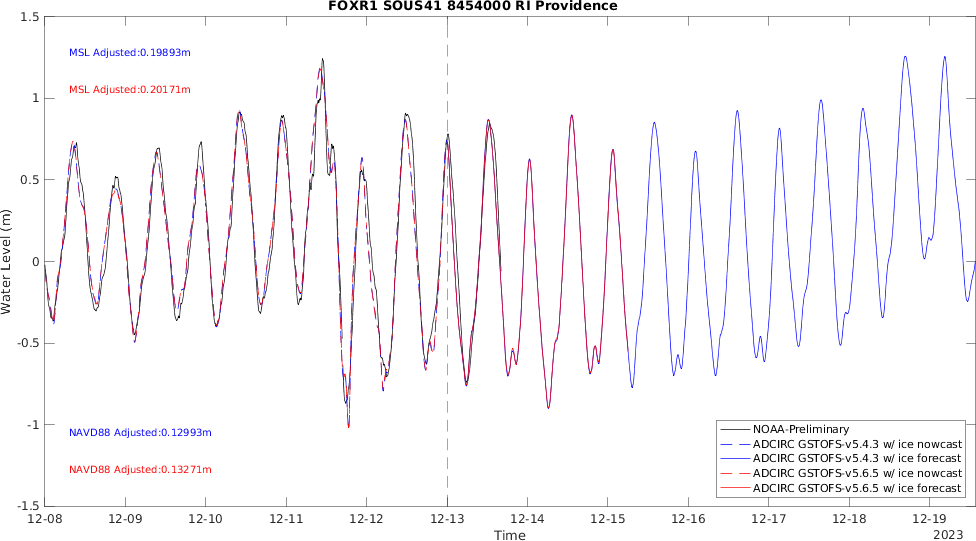 FOXR1 SOUS41 8454000 RI Providence
1.5
1
0.5
0
-0.5
-1
-1.5
Water Level (m)
MSL Adjusted:0.19893m
MSL Adjusted:0.20171m
NAVD88 Adjusted:0.12993m
NAVD88 Adjusted:0.13271m
NOAA-Preliminary
ADCIRC GSTOFS-v5.4.3 w/ ice nowcast
ADCIRC GSTOFS-v5.4.3 w/ ice forecast
ADCIRC GSTOFS-v5.6.5 w/ ice nowcast
ADCIRC GSTOFS-v5.6.5 w/ ice forecast
12-08 12-09 12-10 12-11 12-12 12-13 12-14 12-15 12-16 12-17 12-18 12-19
Time
2023